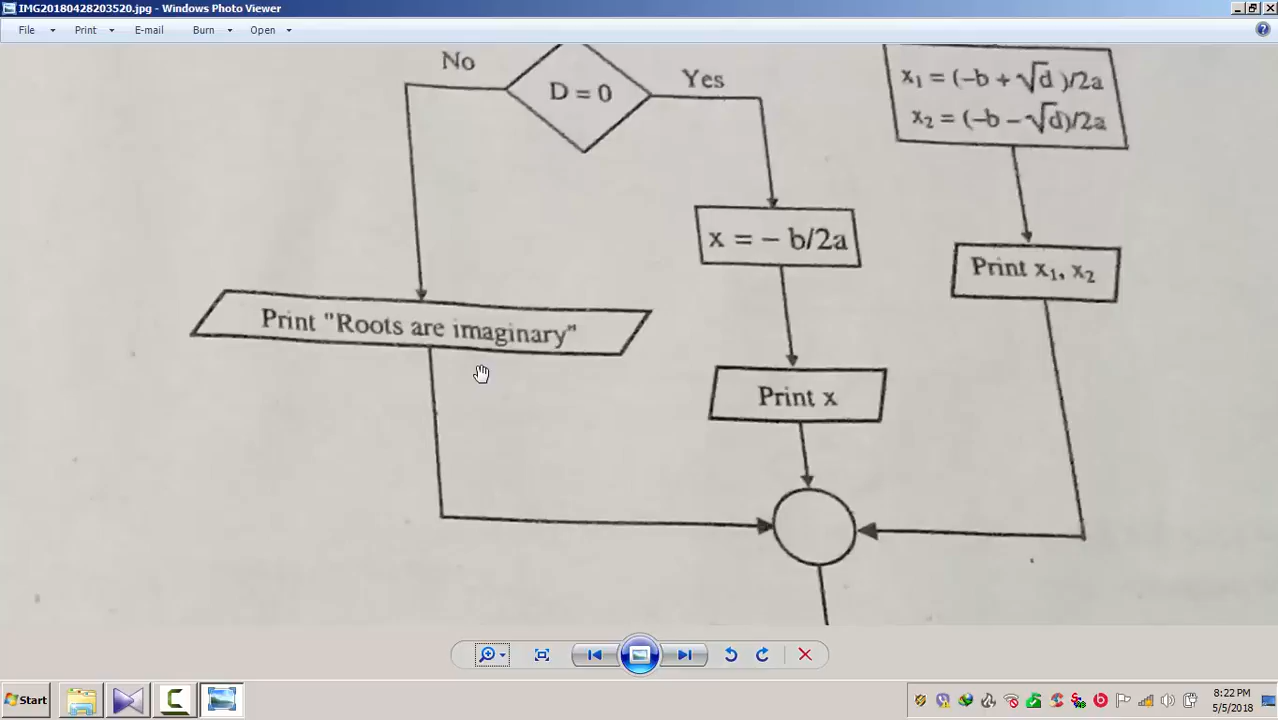 IMG20180428203520.jpg - Windows Photo Viewer
File Print Burn E-mail Open
No
D = 0
Yes
x₁ = (-b + √d )/2a
x₂ = (-b - √d)/2a
x = - b/2a
Print x₁, x₂
Print "Roots are imaginary"
Print x
Start
8:22 PM
5/5/2018